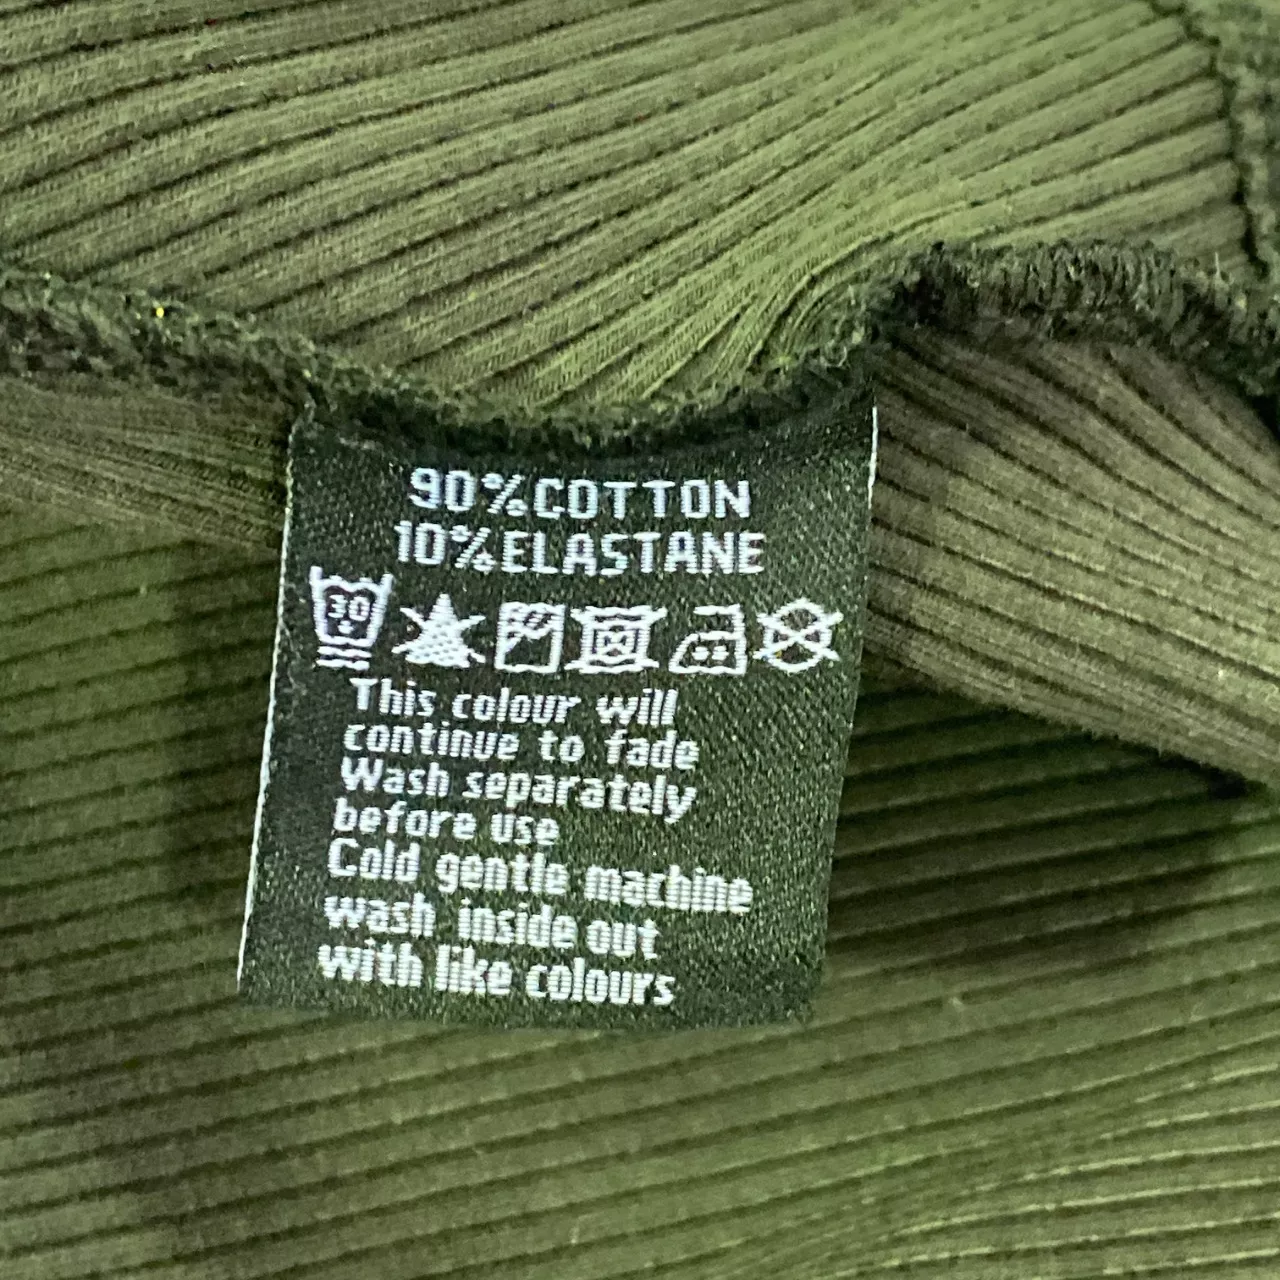 90%COTTON
10%ELASTANE
30
This colour will
continue to fade
Wash separately
before use
Cold gentle machine
wash inside out
with like colours